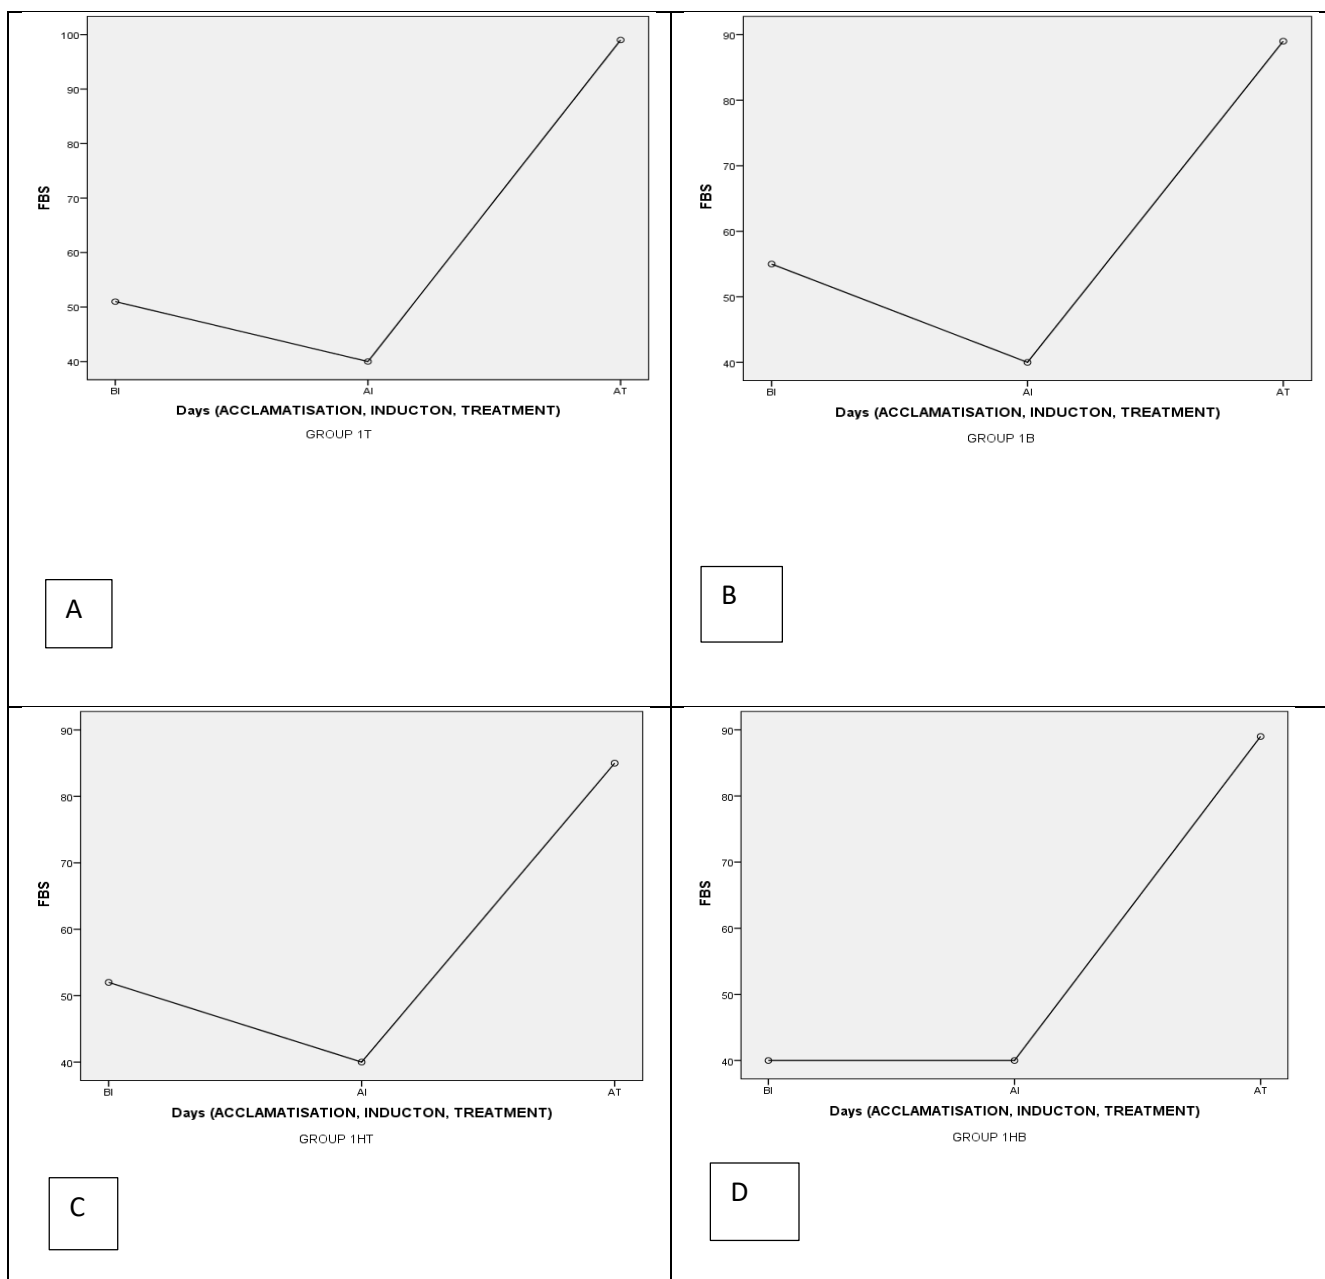 100
90
80
70
60
50
40
FBS
BI AI AT
Days (ACCLAMATISATION, INDUCTON, TREATMENT)
GROUP 1T
A
90
80
70
60
50
40
FBS
BI AI AT
Days (ACCLAMATISATION, INDUCTON, TREATMENT)
GROUP 1B
B
90
80
70
60
50
40
FBS
BI AI AT
Days (ACCLAMATISATION, INDUCTON, TREATMENT)
GROUP 1HT
C
90
80
70
60
50
40
FBS
BI AI AT
Days (ACCLAMATISATION, INDUCTON, TREATMENT)
GROUP 1HB
D